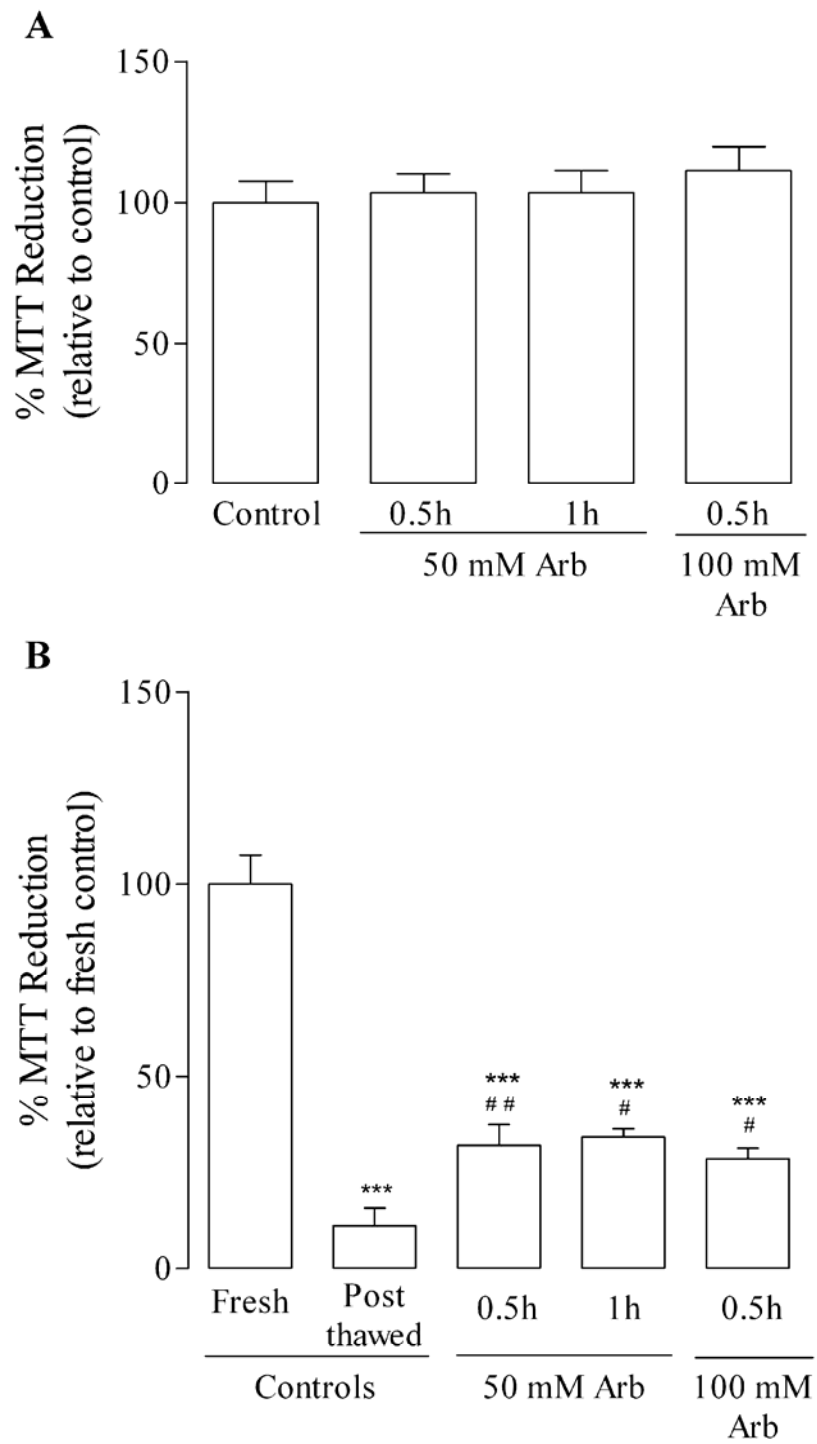 A
% MTT Reduction
(relative to control)
150
100
50
0
Control
0.5h
1h
0.5h
50 mM Arb
100 mM
Arb
B
% MTT Reduction
(relative to fresh control)
150
100
50
0
***
***
# #
***
#
***
#
Fresh
Post
thawed
0.5h
1h
0.5h
Controls
50 mM Arb
100 mM
Arb